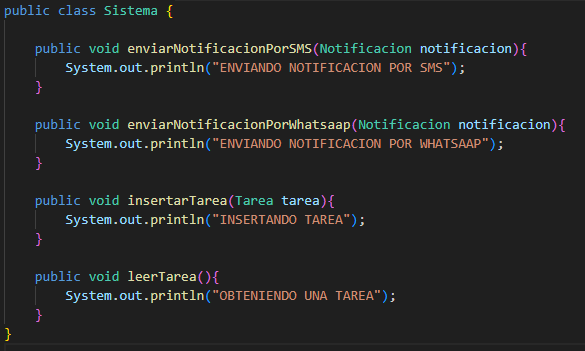 public class Sistema {
public void enviarNotificacionPorSMS(Notificacion notificacion){
System.out.println("ENVIANDO NOTIFICACION POR SMS");
}
public void enviarNotificacionPorWhatsaap(Notificacion notificacion){
System.out.println("ENVIANDO NOTIFICACION POR WHATSAAP");
}
public void insertarTarea(Tarea tarea){
System.out.println("INSERTANDO TAREA");
}
public void leerTarea(){
System.out.println("OBTENIENDO UNA TAREA");
}
}